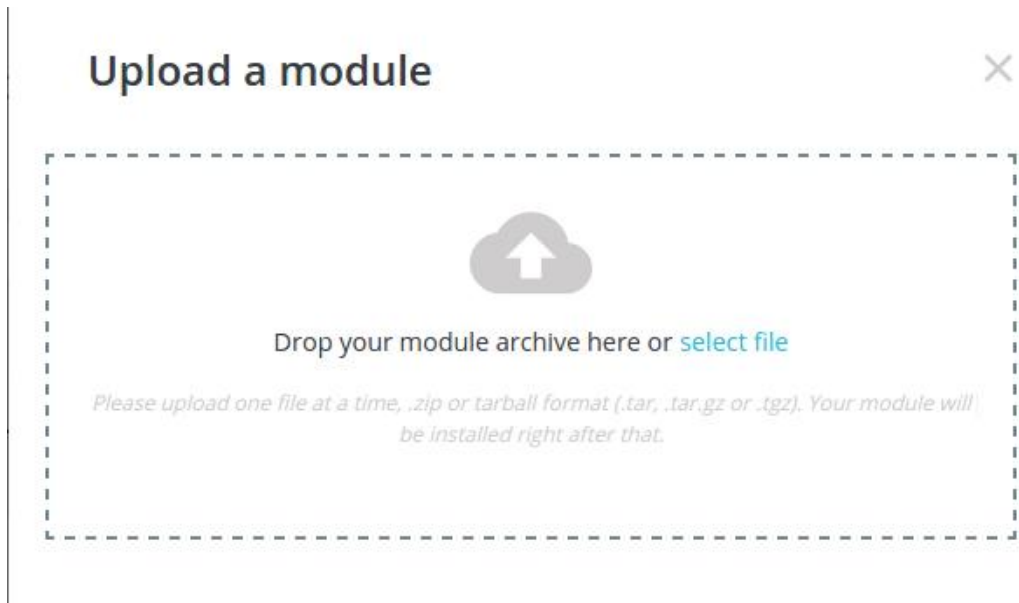 Upload a module
Drop your module archive here or select file
Please upload one file at a time, .zip or tarball format (.tar, .tar.gz or .tgz). Your module will
be installed right after that.